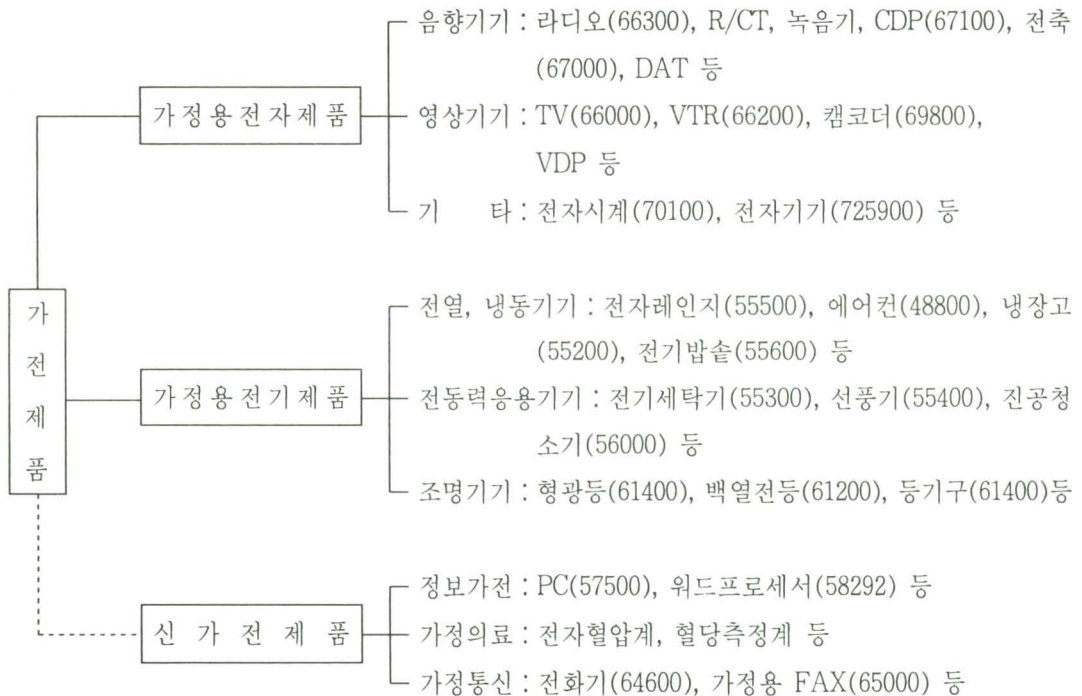 음향기기 : 라디오(66300), R/CT, 녹음기, CDP(67100), 전축
(67000), DAT 등
가정용전자제품
영상기기 : TV(66000), VTR(66200), 캠코더(69800),
VDP 등
기 타 : 전자시계(70100), 전자기기(725900) 등
가전제품
전열, 냉동기기 : 전자레인지(55500), 에어컨(48800), 냉장고
(55200), 전기밥솥(55600) 등
가정용전기제품
전동력응용기기 : 전기세탁기(55300), 선풍기(55400), 진공청
소기(56000) 등
조명기기 : 형광등(61400), 백열전등(61200), 등기구(61400)등
정보가전 : PC(57500), 워드프로세서(58292) 등
신 가 전 제 품
가정의료 : 전자혈압계, 혈당측정계 등
가정통신 : 전화기(64600), 가정용 FAX(65000) 등